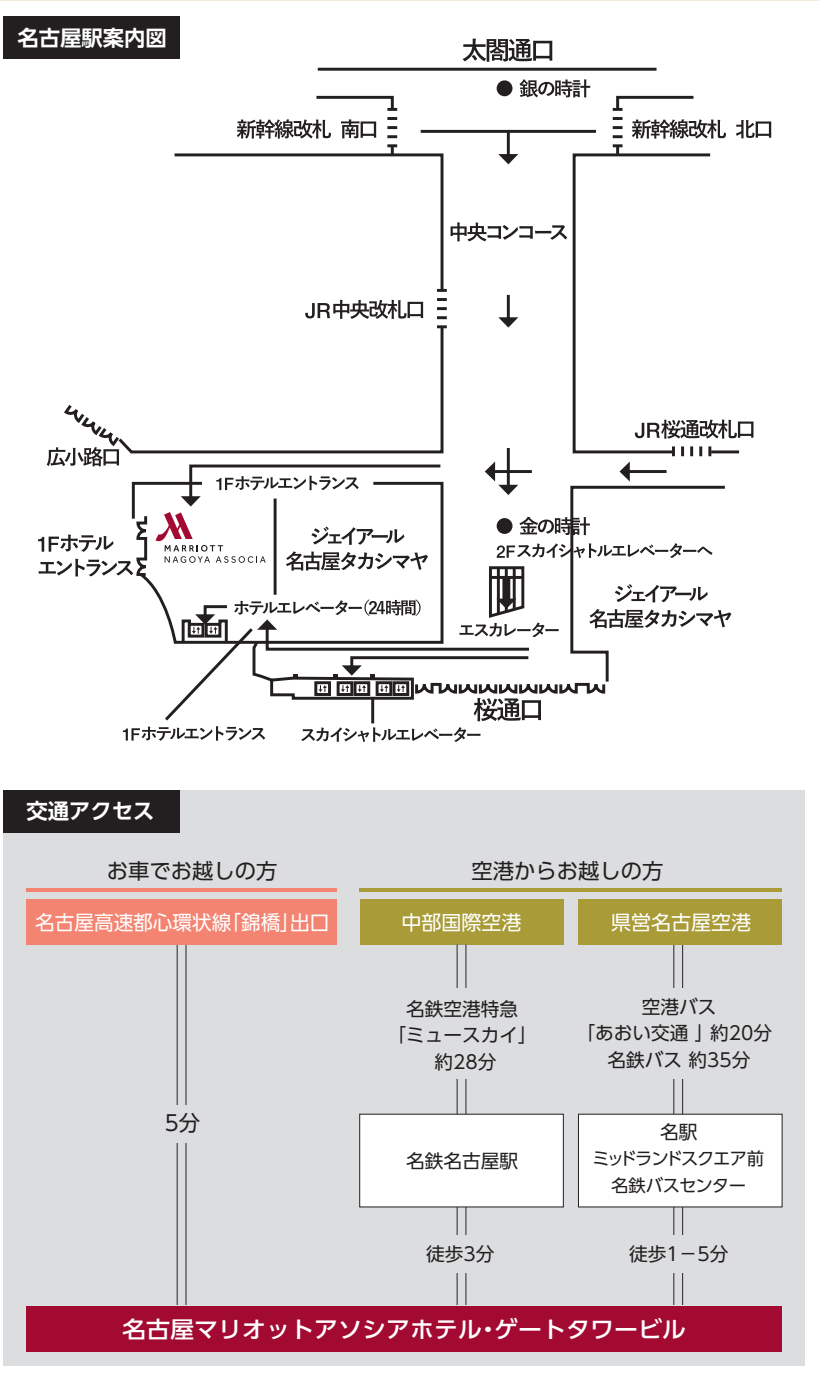 名古屋駅案内図
太閤通口
● 銀の時計
新幹線改札 南口
新幹線改札 北口
中央コンコース
JR中央改札口
JR桜通改札口
広小路口
1Fホテルエントランス
1Fホテル
エントランス
MARRIOTT
NAGOYA ASSOCIA
ジェイアール
名古屋タカシマヤ
● 金の時計
2Fスカイシャトルエレベーターへ
エスカレーター
ジェイアール
名古屋タカシマヤ
ホテルエレベーター(24時間)
桜通口
1Fホテルエントランス
スカイシャトルエレベーター
交通アクセス
お車でお越しの方
空港からお越しの方
名古屋高速都心環状線「錦橋」出口
中部国際空港
県営名古屋空港
名鉄空港特急
「ミュースカイ」
約28分
空港バス
「あおい交通 」約20分
名鉄バス 約35分
5分
名鉄名古屋駅
名駅
ミッドランドスクエア前
名鉄バスセンター
徒歩3分
徒歩1−5分
名古屋マリオットアソシアホテル・ゲートタワービル